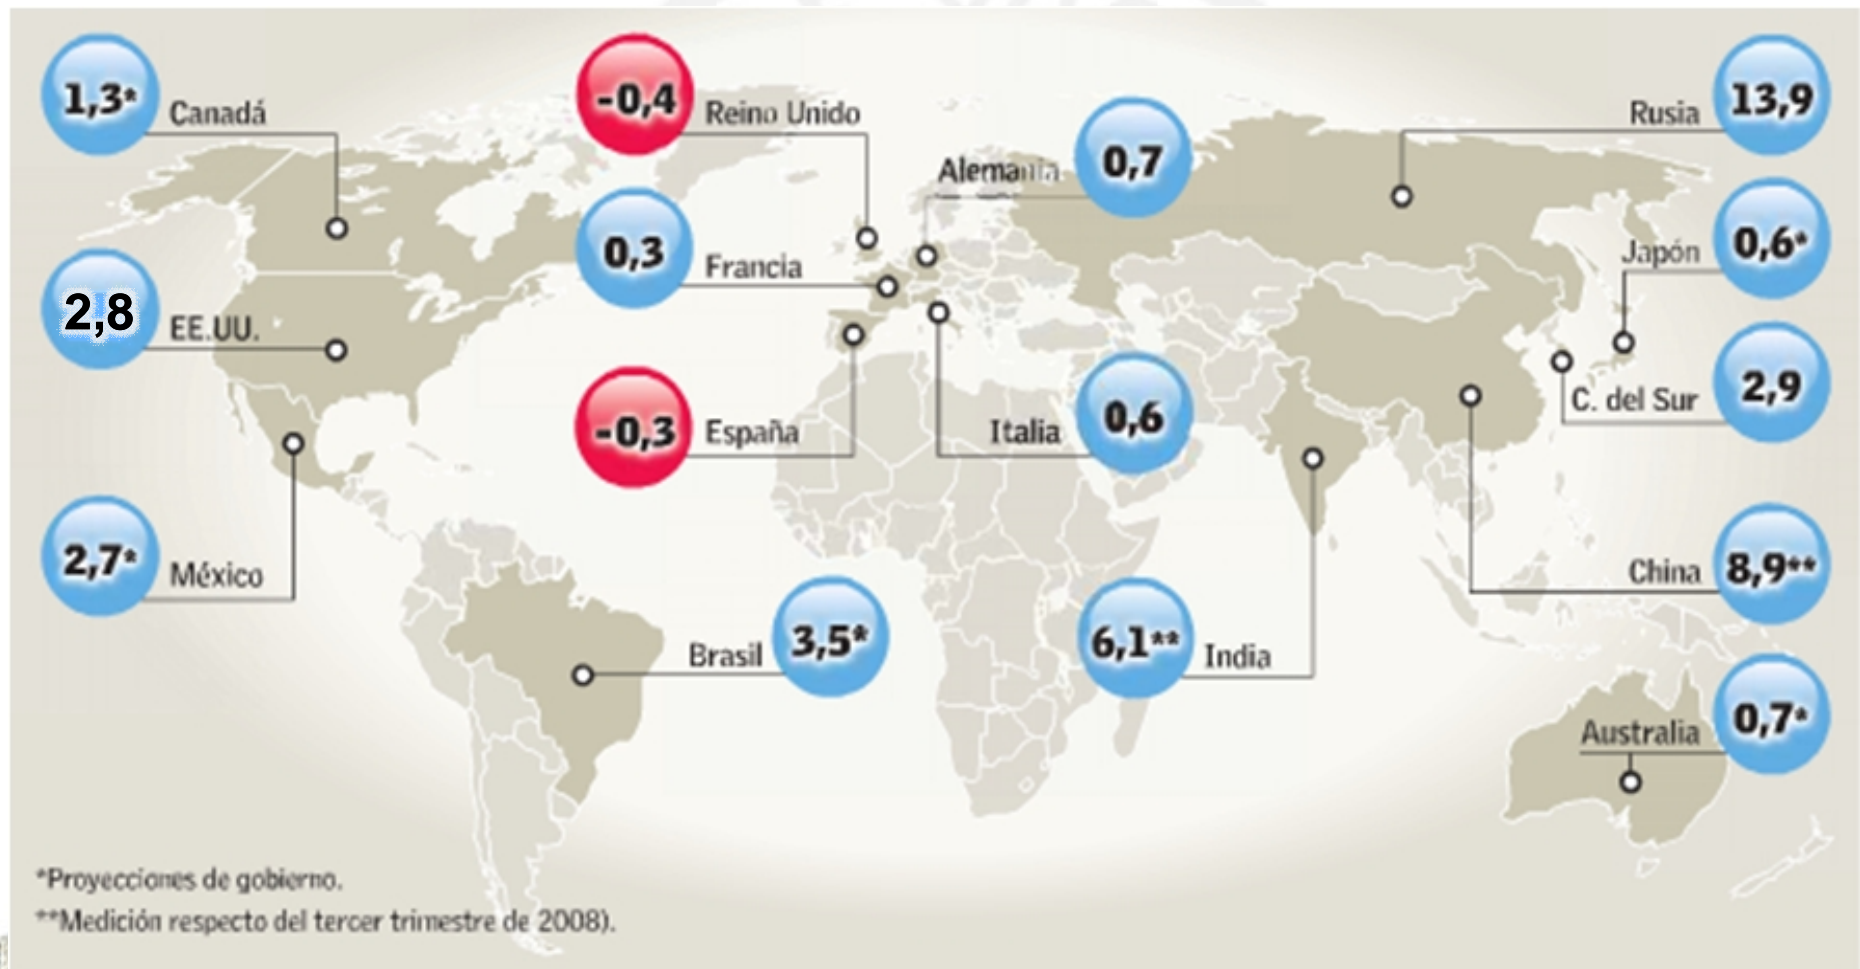 1,3*
Canadá
-0,4
Reino Unido
Alemania
0,7
Rusia
13,9
2,8
EE.UU.
0,3
Francia
Japón
0,6*
-0,3
España
Italia
0,6
C. del Sur
2,9
2,7*
México
Brasil
3,5*
6,1**
India
China
8,9**
Australia
0,7*
*Proyecciones de gobierno.
**Medición respecto del tercer trimestre de 2008).